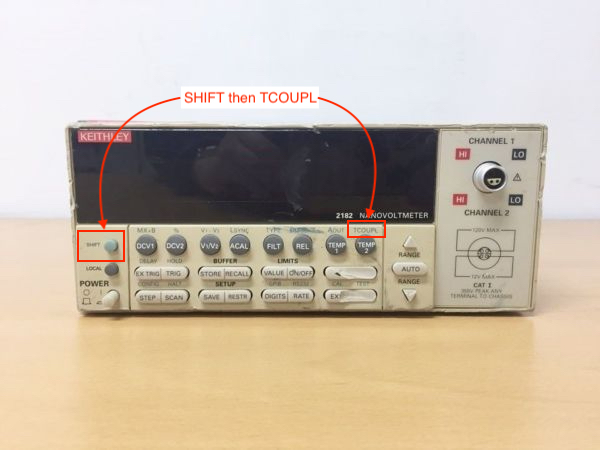 SHIFT then TCOUPL
KEITHLEY
2182 NANOVOLTMETER
CHANNEL 1
HI LO
HI LO
CHANNEL 2
120V MAX
12V MAX
CAT I
350V PEAK ANY
TERMINAL TO CHASSIS
MX+B % V1-V2 LSYNC TYPE OUTPUT AOUT TCOUPL
SHIFT
DCV1 DCV2 V1/V2 ACAL FILT REL TEMP 1 TEMP 2
DELAY HOLD BUFFER LIMITS
LOCAL
EX TRIG TRIG STORE RECALL VALUE ON/OFF
CONFIG HALT SETUP GPIB RS232 CAL TEST
POWER
STEP SCAN SAVE RESTR DIGITS RATE
RANGE
AUTO
RANGE